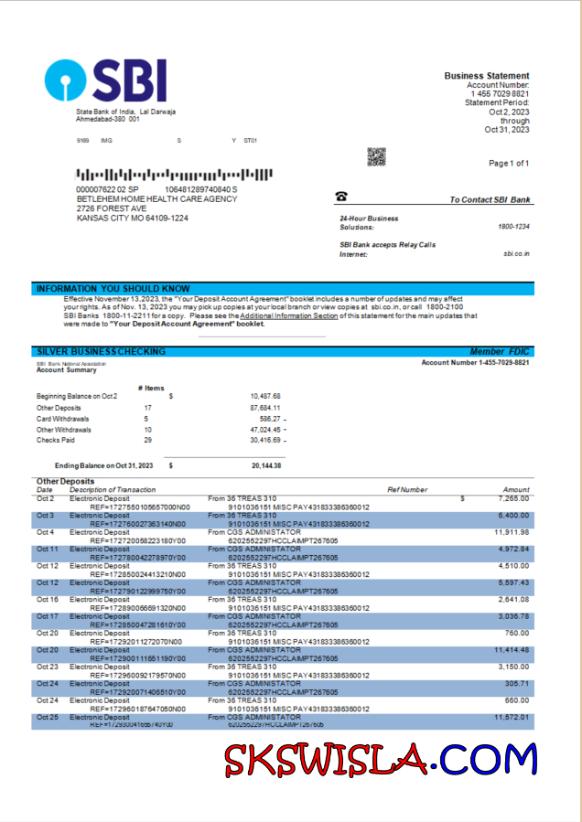 SBI
State Bank of India, Lal Darwaja
Ahmedabad-380 001
Business Statement
Account Number:
1 455 7029 8821
Statement Period:
Oct 2, 2023
through
Oct 31, 2023
9169 IMG S Y ST01
Page 1 of 1
000007622 02 SP 106481289740840 S
BETLEHEM HOME HEALTH CARE AGENCY
2726 FOREST AVE
KANSAS CITY MO 64109-1224
To Contact SBI Bank
24-Hour Business
Solutions: 1800-1234
SBI Bank accepts Relay Calls
Internet: sbi.co.in
INFORMATION YOU SHOULD KNOW
Effective November 13,2023, the "Your Deposit Account Agreement" booklet includes a number of updates and may affect
your rights. As of Nov. 13, 2023 you may pick up copies at your local branch or view copies at sbi.co.in, or call 1800-2100
SBI Banks 1800-11-2211 for a copy. Please see the Additional Information Section of this statement for the main updates that
were made to "Your Deposit Account Agreement" booklet.
SILVER BUSINESS CHECKING Member FDIC
SBI Bank National Association Account Number 1-455-7029-8821
Account Summary
# Items
Beginning Balance on Oct2 $ 10,487.68
Other Deposits 17 87,684.11
Card Withdrawals 5 586.27 -
Other Withdrawals 10 47,024.45 -
Checks Paid 29 30,416.69 -
Ending Balance on Oct 31, 2023 $ 20,144.38
Other Deposits
Date Description of Transaction Ref Number Amount
Oct 2 Electronic Deposit From 36 TREAS 310 $ 7,265.00
REF=1727550105657000N00 9101036151 MISC PAY431833386360012
Oct 3 Electronic Deposit From 36 TREAS 310 6,400.00
REF=172760027363140N00 9101036151 MISC PAY431833386360012
Oct 4 Electronic Deposit From CGS ADMINISTATOR 11,911.98
REF=172720058223180Y00 6202552297HCCLAIMPT267605
Oct 11 Electronic Deposit From CGS ADMINISTATOR 4,972.84
REF=172780042278970Y00 6202552297HCCLAIMPT267605
Oct 12 Electronic Deposit From 36 TREAS 310 4,510.00
REF=172850024413210N00 9101036151 MISC PAY431833386360012
Oct 12 Electronic Deposit From CGS ADMINISTATOR 5,597.43
REF=172790122999750Y00 6202552297HCCLAIMPT267605
Oct 16 Electronic Deposit From 36 TREAS 310 2,641.08
REF=172890066691320N00 9101036151 MISC PAY431833386360012
Oct 17 Electronic Deposit From CGS ADMINISTATOR 3,036.78
REF=172850047281610Y00 6202552297HCCLAIMPT267605
Oct 20 Electronic Deposit From 36 TREAS 310 760.00
REF=17292011272070N00 9101036151 MISC PAY431833386360012
Oct 20 Electronic Deposit From CGS ADMINISTATOR 11,414.48
REF=172900111651190Y00 6202552297HCCLAIMPT267605
Oct 23 Electronic Deposit From 36 TREAS 310 3,150.00
REF=172960092179570N00 9101036151 MISC PAY431833386360012
Oct 24 Electronic Deposit From CGS ADMINISTATOR 305.71
REF=172920071406510Y00 6202552297HCCLAIMPT267605
Oct 24 Electronic Deposit From 36 TREAS 310 660.00
REF=172960187647050N00 9101036151 MISC PAY431833386360012
Oct 25 Electronic Deposit From CGS ADMINISTATOR 11,572.01
6202552297HCCLAIMPT267605
SKSWISLA.COM